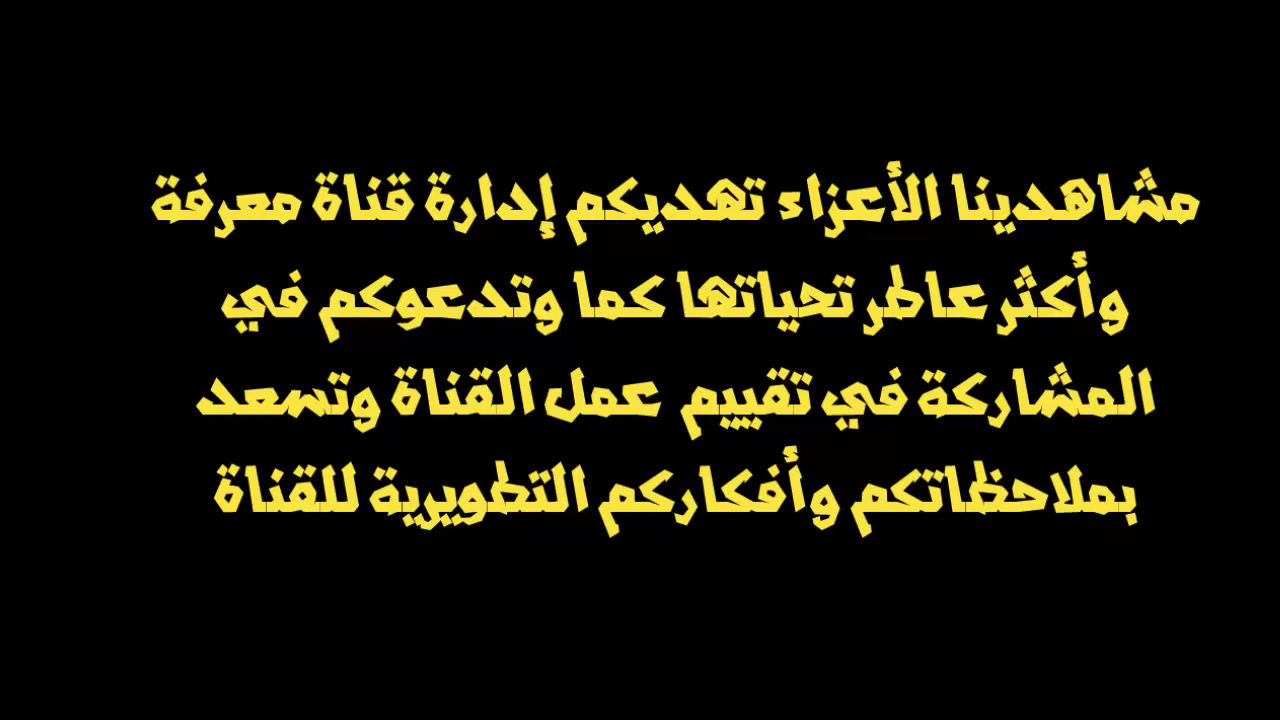 مشاهدينا الأعزاء تهديكم إدارة قناة معرفة
وأكثر عاطر تحياتها كما وتدعوكم في
المشاركة في تقييم عمل القناة وتسعد
بملاحظاتكم وأفكاركم التطويرية للقناة